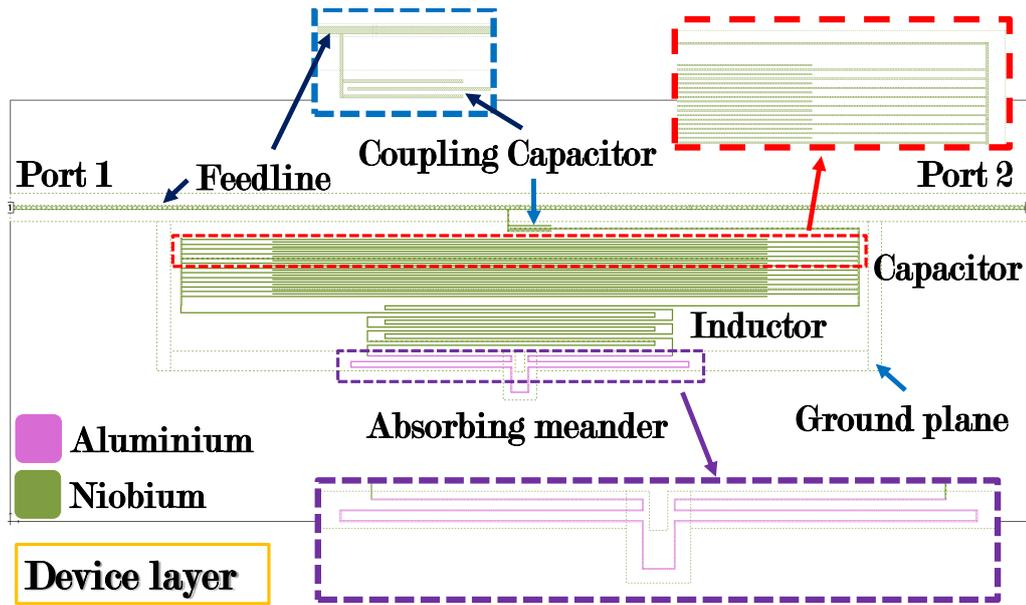 Coupling Capacitor
Port 1
Feedline
Port 2
Capacitor
Inductor
Absorbing meander
Ground plane
Aluminium
Niobium
Device layer